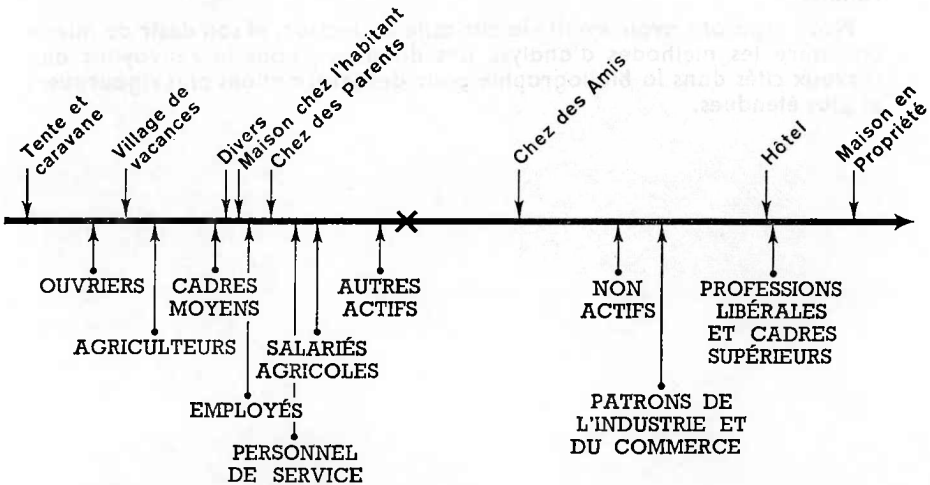 Tente et
caravane
Village de
vacances
Divers
Maison chez l'habitant
Chez des Parents
Chez des Amis
Hôtel
Maison en
Propriété
OUVRIERS
CADRES
MOYENS
AUTRES
ACTIFS
NON
ACTIFS
PROFESSIONS
LIBÉRALES
ET CADRES
SUPÉRIEURS
AGRICULTEURS
SALARIÉS
AGRICOLES
EMPLOYÉS
PATRONS DE
L'INDUSTRIE ET
DU COMMERCE
PERSONNEL
DE SERVICE